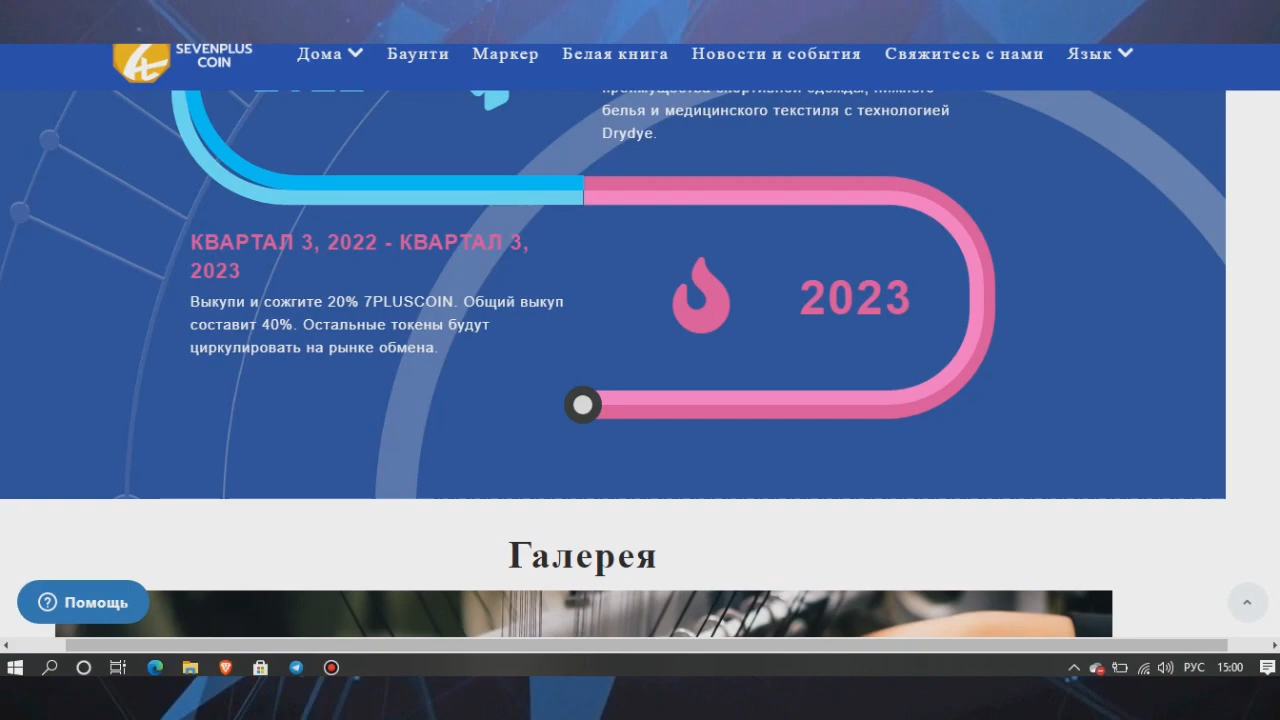 SEVENPLUS
COIN
Дома
Баунти
Маркер
Белая книга
Новости и события
Свяжитесь с нами
Язык
белья и медицинского текстиля с технологией
Drydye.
КВАРТАЛ 3, 2022 - КВАРТАЛ 3,
2023
Выкупи и сожгите 20% 7PLUSCOIN. Общий выкуп
составит 40%. Остальные токены будут
циркулировать на рынке обмена.
2023
Галерея
Помощь
РУС
15:00